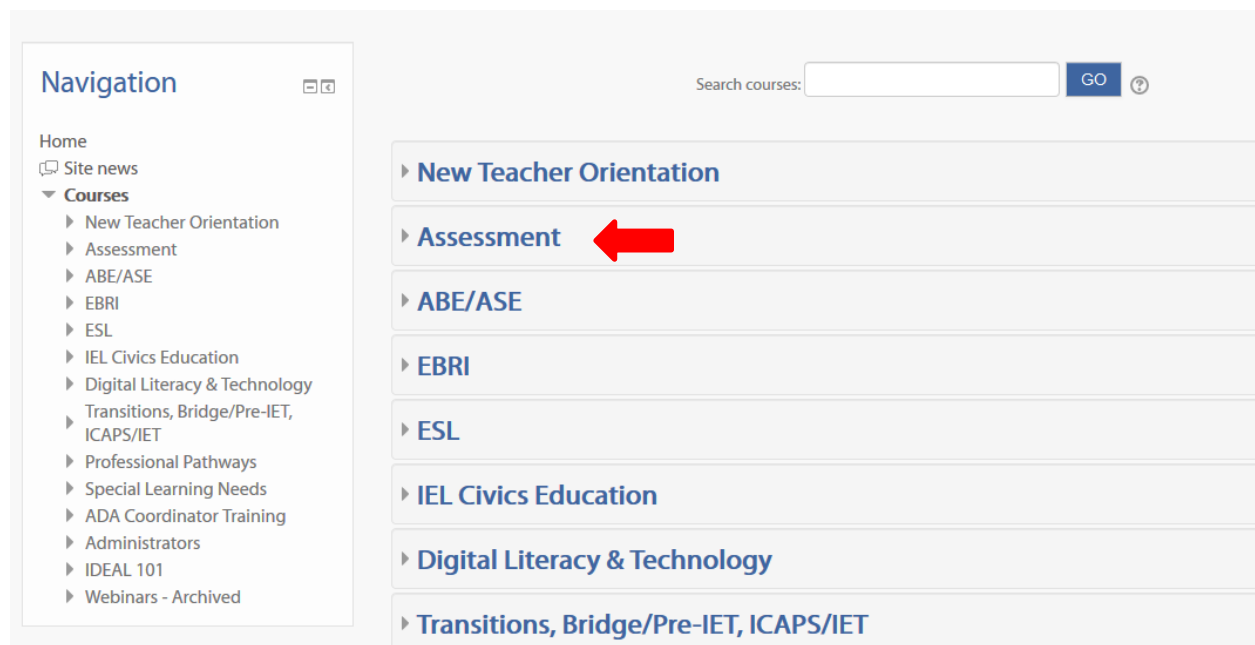 Navigation
Home
Site news
Courses
New Teacher Orientation
Assessment
ABE/ASE
EBRI
ESL
IEL Civics Education
Digital Literacy & Technology
Transitions, Bridge/Pre-IET,
ICAPS/IET
Professional Pathways
Special Learning Needs
ADA Coordinator Training
Administrators
IDEAL 101
Webinars - Archived
Search courses: GO ?
New Teacher Orientation
Assessment
ABE/ASE
EBRI
ESL
IEL Civics Education
Digital Literacy & Technology
Transitions, Bridge/Pre-IET, ICAPS/IET